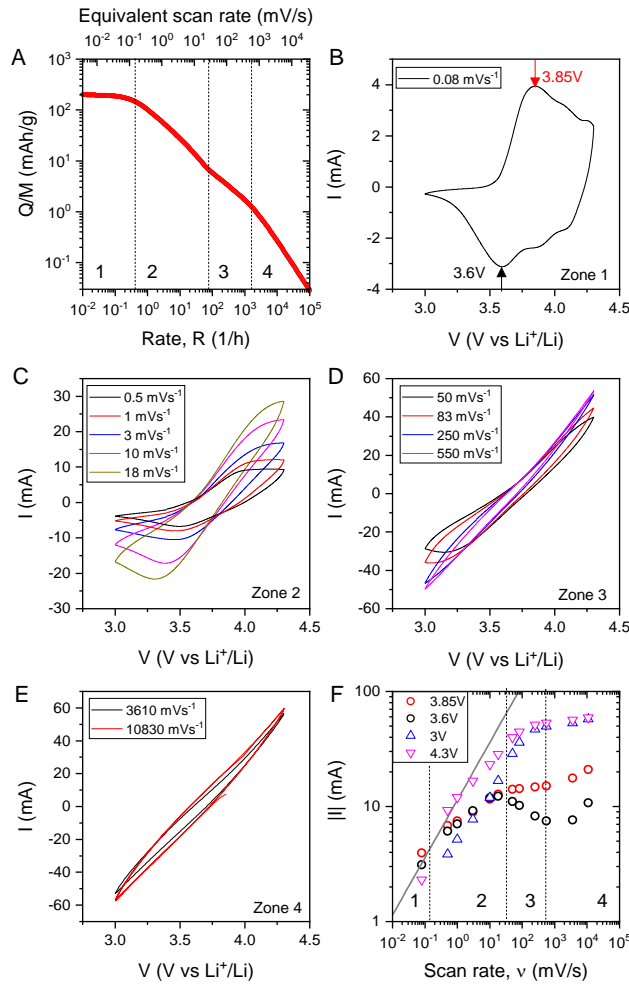 Equivalent scan rate (mV/s)
10⁻² 10⁻¹ 10⁰ 10¹ 10² 10³ 10⁴
A
10³
10²
10¹
10⁰
10⁻¹
Q/M (mAh/g)
1 2 3 4
10⁻² 10⁻¹ 10⁰ 10¹ 10² 10³ 10⁴ 10⁵
Rate, R (1/h)
B
0.08 mVs⁻¹
3.85V
3.6V
Zone 1
4
2
0
-2
-4
I (mA)
3.0 3.5 4.0 4.5
V (V vs Li⁺/Li)
C
0.5 mVs⁻¹
1 mVs⁻¹
3 mVs⁻¹
10 mVs⁻¹
18 mVs⁻¹
30
20
10
0
-10
-20
-30
I (mA)
Zone 2
3.0 3.5 4.0 4.5
V (V vs Li⁺/Li)
D
50 mVs⁻¹
83 mVs⁻¹
250 mVs⁻¹
550 mVs⁻¹
60
40
20
0
-20
-40
-60
I (mA)
Zone 3
3.0 3.5 4.0 4.5
V (V vs Li⁺/Li)
E
3610 mVs⁻¹
10830 mVs⁻¹
60
40
20
0
-20
-40
-60
I (mA)
Zone 4
3.0 3.5 4.0 4.5
V (V vs Li⁺/Li)
F
3.85V
3.6V
3V
4.3V
100
10
1
|I| (mA)
1 2 3 4
10⁻² 10⁻¹ 10⁰ 10¹ 10² 10³ 10⁴ 10⁵
Scan rate, ν (mV/s)